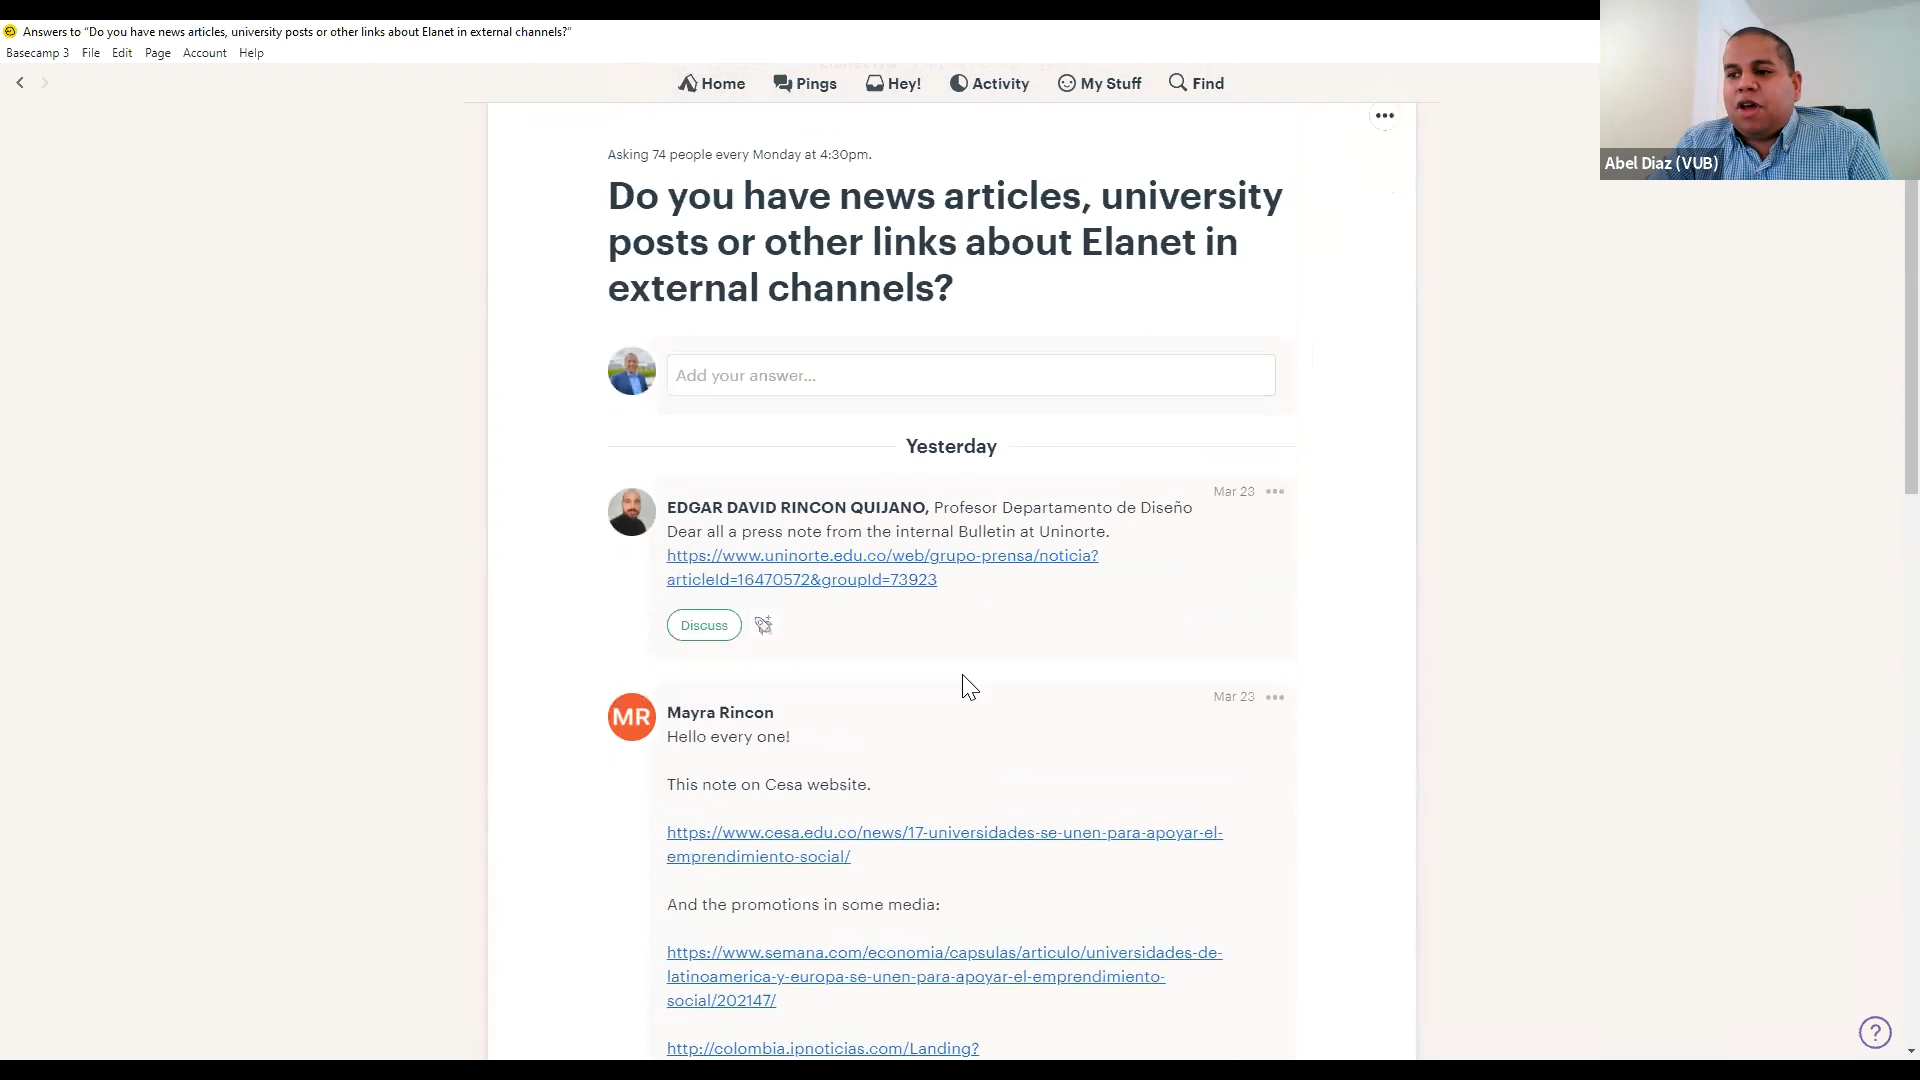 Answers to “Do you have news articles, university posts or other links about Elanet in external channels?”
Basecamp 3 File Edit Page Account Help
Home Pings Hey! Activity My Stuff Find
Abel Diaz (VUB)
Asking 74 people every Monday at 4:30pm.
Do you have news articles, university
posts or other links about Elanet in
external channels?
Add your answer...
Yesterday
Mar 23
EDGAR DAVID RINCON QUIJANO, Profesor Departamento de Diseño
Dear all a press note from the internal Bulletin at Uninorte.
https://www.uninorte.edu.co/web/grupo-prensa/noticia?
articleId=16470572&groupId=73923
Discuss
Mar 23
MR
Mayra Rincon
Hello every one!
This note on Cesa website.
https://www.cesa.edu.co/news/17-universidades-se-unen-para-apoyar-el-
emprendimiento-social/
And the promotions in some media:
https://www.semana.com/economia/capsulas/articulo/universidades-de-
latinoamerica-y-europa-se-unen-para-apoyar-el-emprendimiento-
social/202147/
http://colombia.ipnoticias.com/Landing?
?